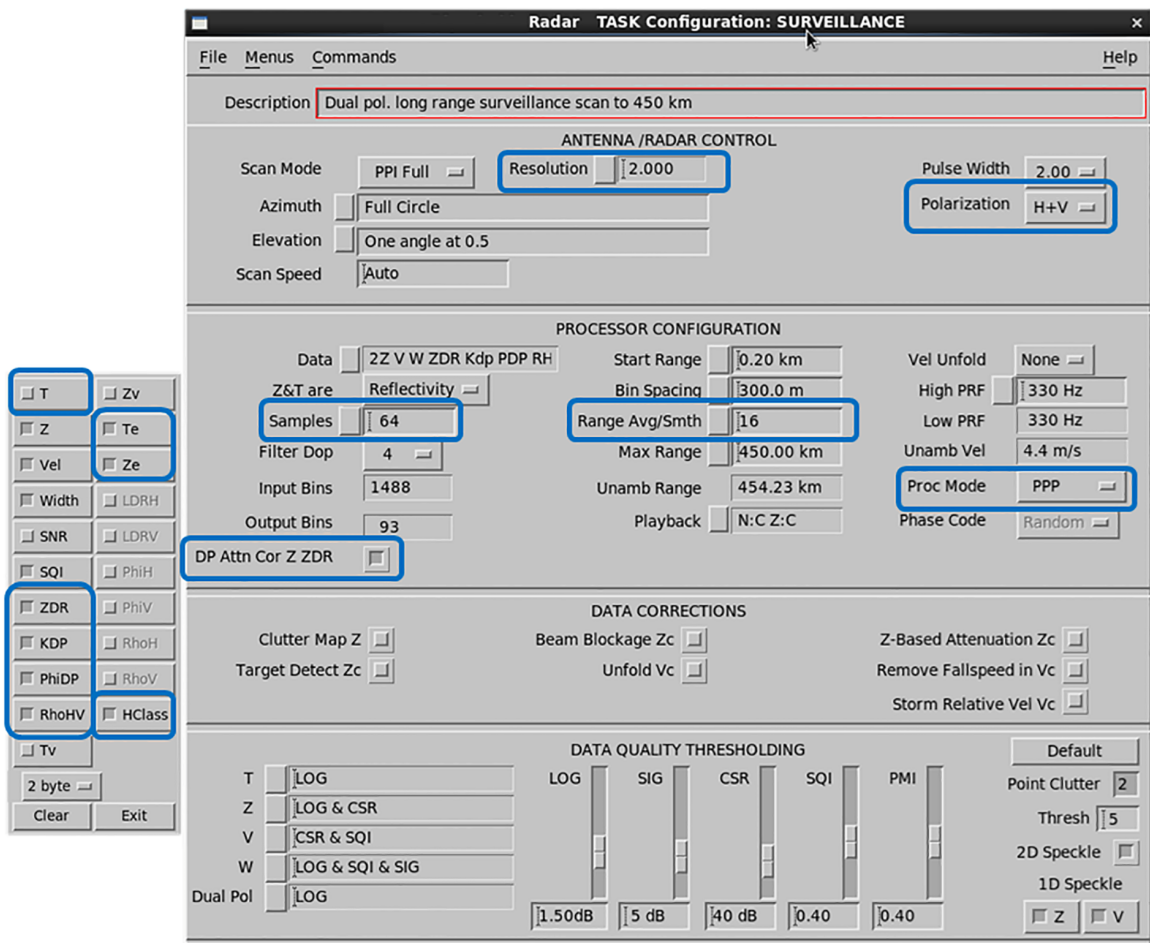 Radar TASK Configuration: SURVEILLANCE
File Menus Commands Help
Description Dual pol. long range surveillance scan to 450 km
ANTENNA /RADAR CONTROL
Scan Mode PPI Full Resolution 2.000 Pulse Width 2.00
Azimuth Full Circle Polarization H+V
Elevation One angle at 0.5
Scan Speed Auto
PROCESSOR CONFIGURATION
Data 2Z V W ZDR Kdp PDP RH Start Range 0.20 km Vel Unfold None
Z&T are Reflectivity Bin Spacing 300.0 m High PRF 330 Hz
Samples 64 Range Avg/Smth 16 Low PRF 330 Hz
Filter Dop 4 Max Range 450.00 km Unamb Vel 4.4 m/s
Input Bins 1488 Unamb Range 454.23 km Proc Mode PPP
Output Bins 93 Playback N:C Z:C Phase Code Random
DP Attn Cor Z ZDR
DATA CORRECTIONS
Clutter Map Z Beam Blockage Zc Z-Based Attenuation Zc
Target Detect Zc Unfold Vc Remove Fallspeed in Vc
Storm Relative Vel Vc
DATA QUALITY THRESHOLDING Default
T LOG LOG SIG CSR SQI PMI Point Clutter 2
Z LOG & CSR Thresh 5
V CSR & SQI
W LOG & SQI & SIG 2D Speckle
Dual Pol LOG 1D Speckle
1.50dB 5 dB 40 dB 0.40 0.40 Z V
T Zv
Z Te
Vel Ze
Width LDRH
SNR LDRV
SQI PhiH
ZDR PhiV
KDP RhoH
PhiDP RhoV
RhoHV HClass
Tv
2 byte
Clear Exit